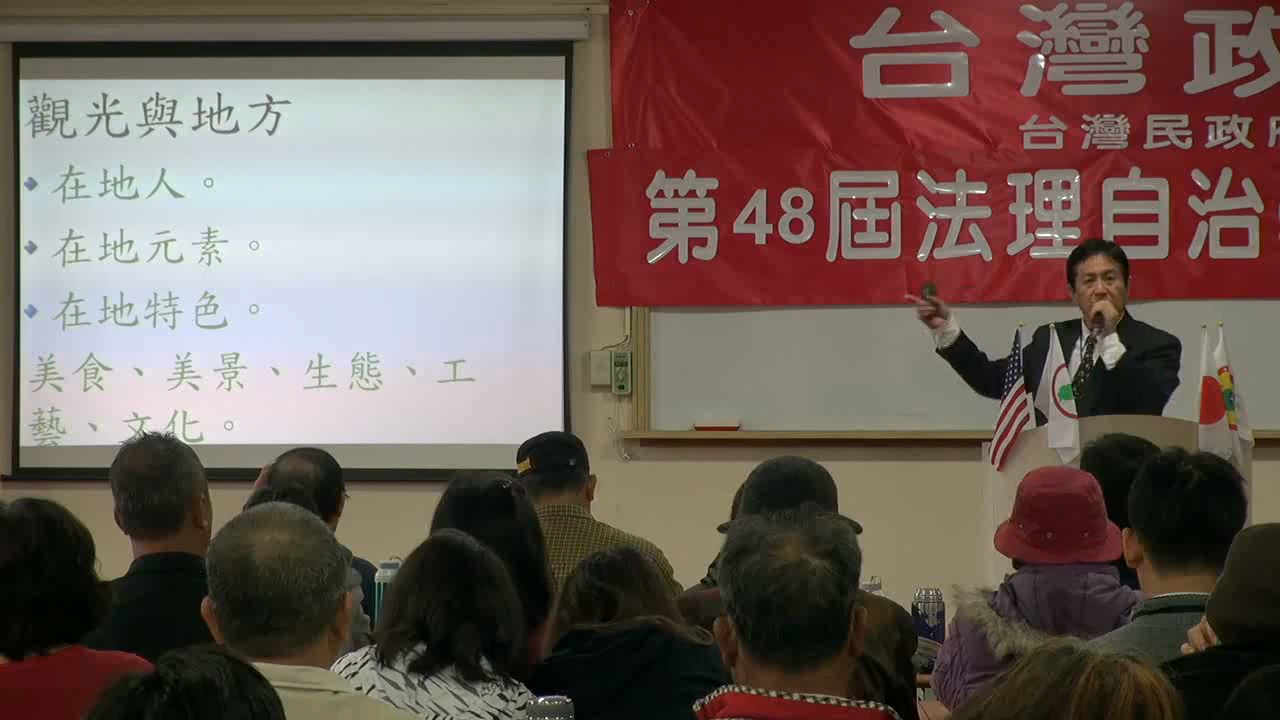 觀光與地方
在地人。
在地元素。
在地特色。
美食、美景、生態、工
藝、文化。
台灣政
台灣民政府
第48屆法理自治